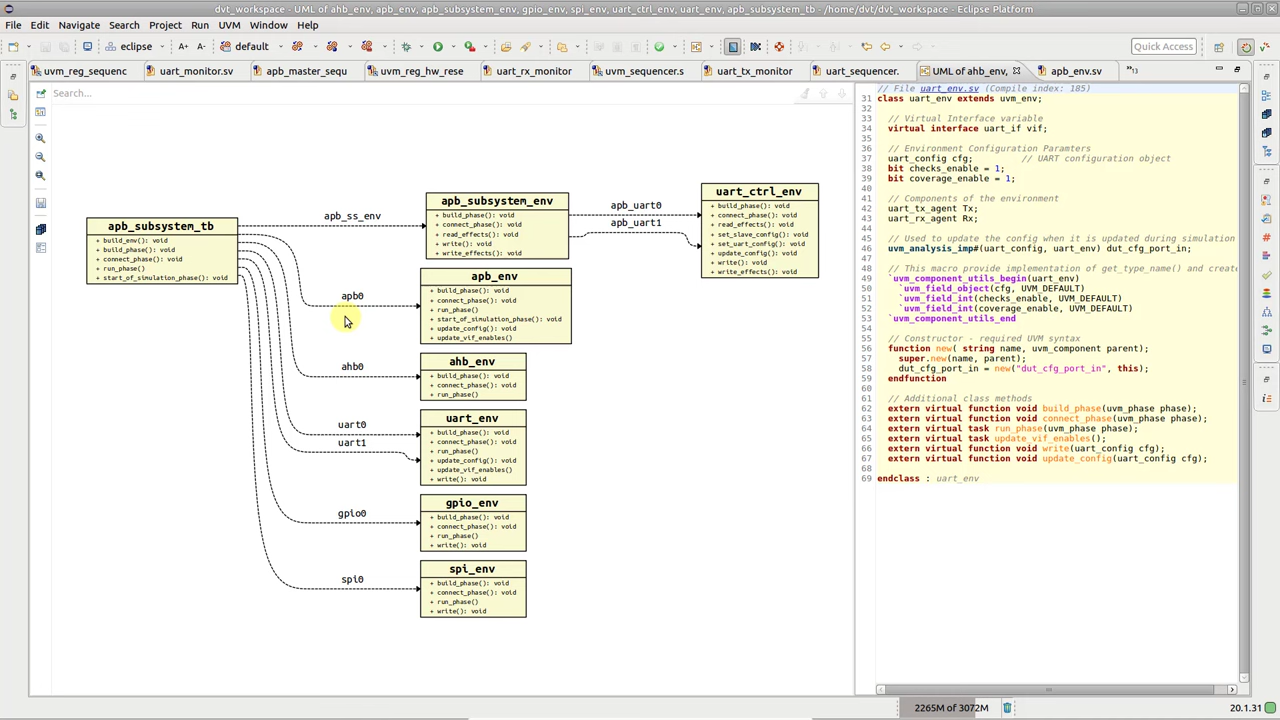 dvt_workspace - UML of ahb_env, apb_env, apb_subsystem_env, gpio_env, spi_env, uart_ctrl_env, uart_env, apb_subsystem_tb - /home/dvt/dvt_workspace - Eclipse Platform
File Edit Navigate Search Project Run UVM Window Help
eclipse A+ A- default Quick Access
uvm_reg_sequenc uart_monitor.sv apb_master_sequ uvm_reg_hw_rese uart_rx_monitor uvm_sequencer.s uart_tx_monitor uart_sequencer. UML of ahb_env, apb_env.sv »13
Search...
apb_subsystem_tb
+ build_env(): void
+ build_phase(): void
+ connect_phase(): void
+ run_phase()
+ start_of_simulation_phase(): void
apb_ss_env
apb0
ahb0
uart0
uart1
gpio0
spi0
apb_subsystem_env
+ build_phase(): void
+ connect_phase(): void
+ read_effects(): void
+ write(): void
+ write_effects(): void
apb_uart0
apb_uart1
uart_ctrl_env
+ build_phase(): void
+ connect_phase(): void
+ read_effects(): void
+ set_slave_config(): void
+ set_uart_config(): void
+ update_config(): void
+ write(): void
+ write_effects(): void
apb_env
+ build_phase(): void
+ connect_phase(): void
+ run_phase()
+ start_of_simulation_phase(): void
+ update_config(): void
+ update_vif_enables()
ahb_env
+ build_phase(): void
+ connect_phase(): void
+ run_phase()
uart_env
+ build_phase(): void
+ connect_phase(): void
+ run_phase()
+ update_config(): void
+ update_vif_enables()
+ write(): void
gpio_env
+ build_phase(): void
+ connect_phase(): void
+ run_phase()
+ write(): void
spi_env
+ build_phase(): void
+ connect_phase(): void
+ run_phase()
+ write(): void
// File uart_env.sv (Compile index: 185)
31 class uart_env extends uvm_env;
32
33 // Virtual Interface variable
34 virtual interface uart_if vif;
35
36 // Environment Configuration Paramters
37 uart_config cfg; // UART configuration object
38 bit checks_enable = 1;
39 bit coverage_enable = 1;
40
41 // Components of the environment
42 uart_tx_agent Tx;
43 uart_rx_agent Rx;
44
45 // Used to update the config when it is updated during simulation
46 uvm_analysis_imp#(uart_config, uart_env) dut_cfg_port_in;
47
48 // This macro provide implementation of get_type_name() and create
49 `uvm_component_utils_begin(uart_env)
50 `uvm_field_object(cfg, UVM_DEFAULT)
51 `uvm_field_int(checks_enable, UVM_DEFAULT)
52 `uvm_field_int(coverage_enable, UVM_DEFAULT)
53 `uvm_component_utils_end
54
55 // Constructor - required UVM syntax
56 function new( string name, uvm_component parent);
57 super.new(name, parent);
58 dut_cfg_port_in = new("dut_cfg_port_in", this);
59 endfunction
60
61 // Additional class methods
62 extern virtual function void build_phase(uvm_phase phase);
63 extern virtual function void connect_phase(uvm_phase phase);
64 extern virtual task run_phase(uvm_phase phase);
65 extern virtual task update_vif_enables();
66 extern virtual function void write(uart_config cfg);
67 extern virtual function void update_config(uart_config cfg);
68
69 endclass : uart_env
2265M of 3072M 20.1.31